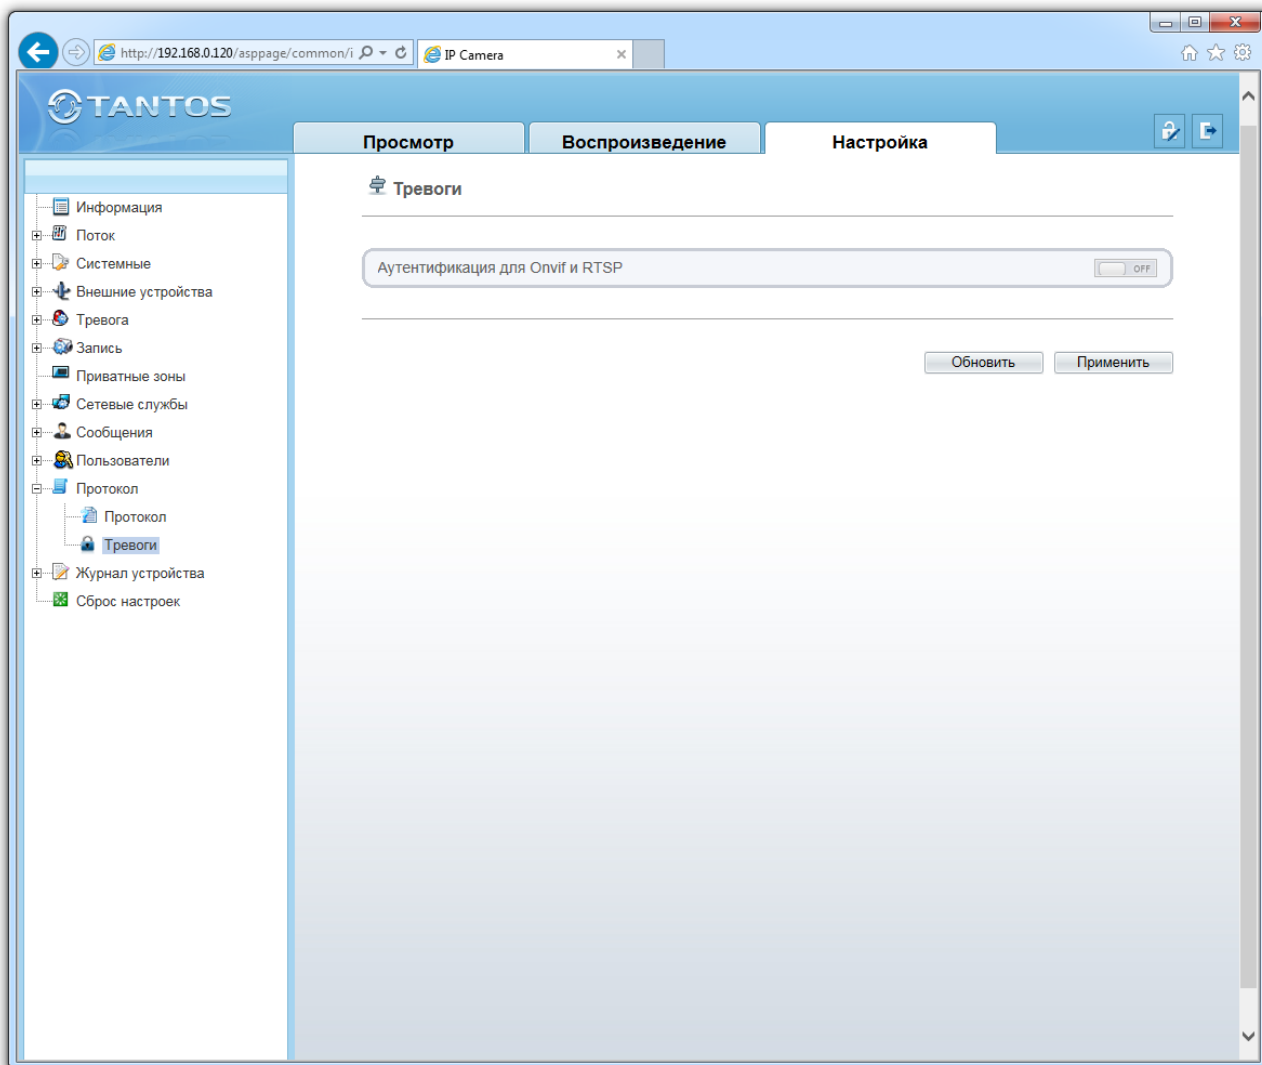 http://192.168.0.120/asppage/common/i
IP Camera
TANTOS
Просмотр
Воспроизведение
Настройка
Тревоги
Информация
Поток
Системные
Внешние устройства
Тревога
Запись
Приватные зоны
Сетевые службы
Сообщения
Пользователи
Протокол
Протокол
Тревоги
Журнал устройства
Сброс настроек
Аутентификация для Onvif и RTSP
OFF
Обновить
Применить